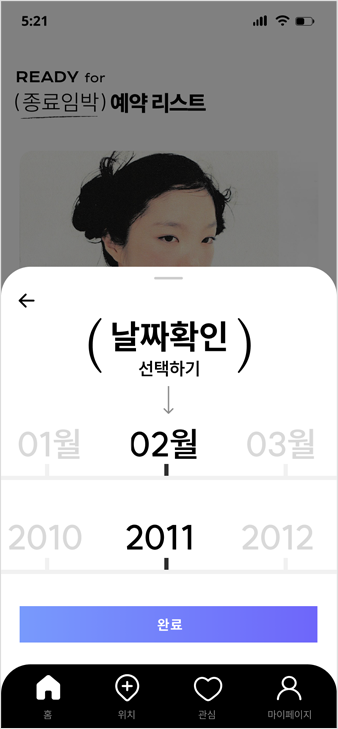 5:21
READY for
(종료임박) 예약 리스트
( 날짜확인 )
선택하기
01월 02월 03월
2010 2011 2012
완료
홈 위치 관심 마이페이지